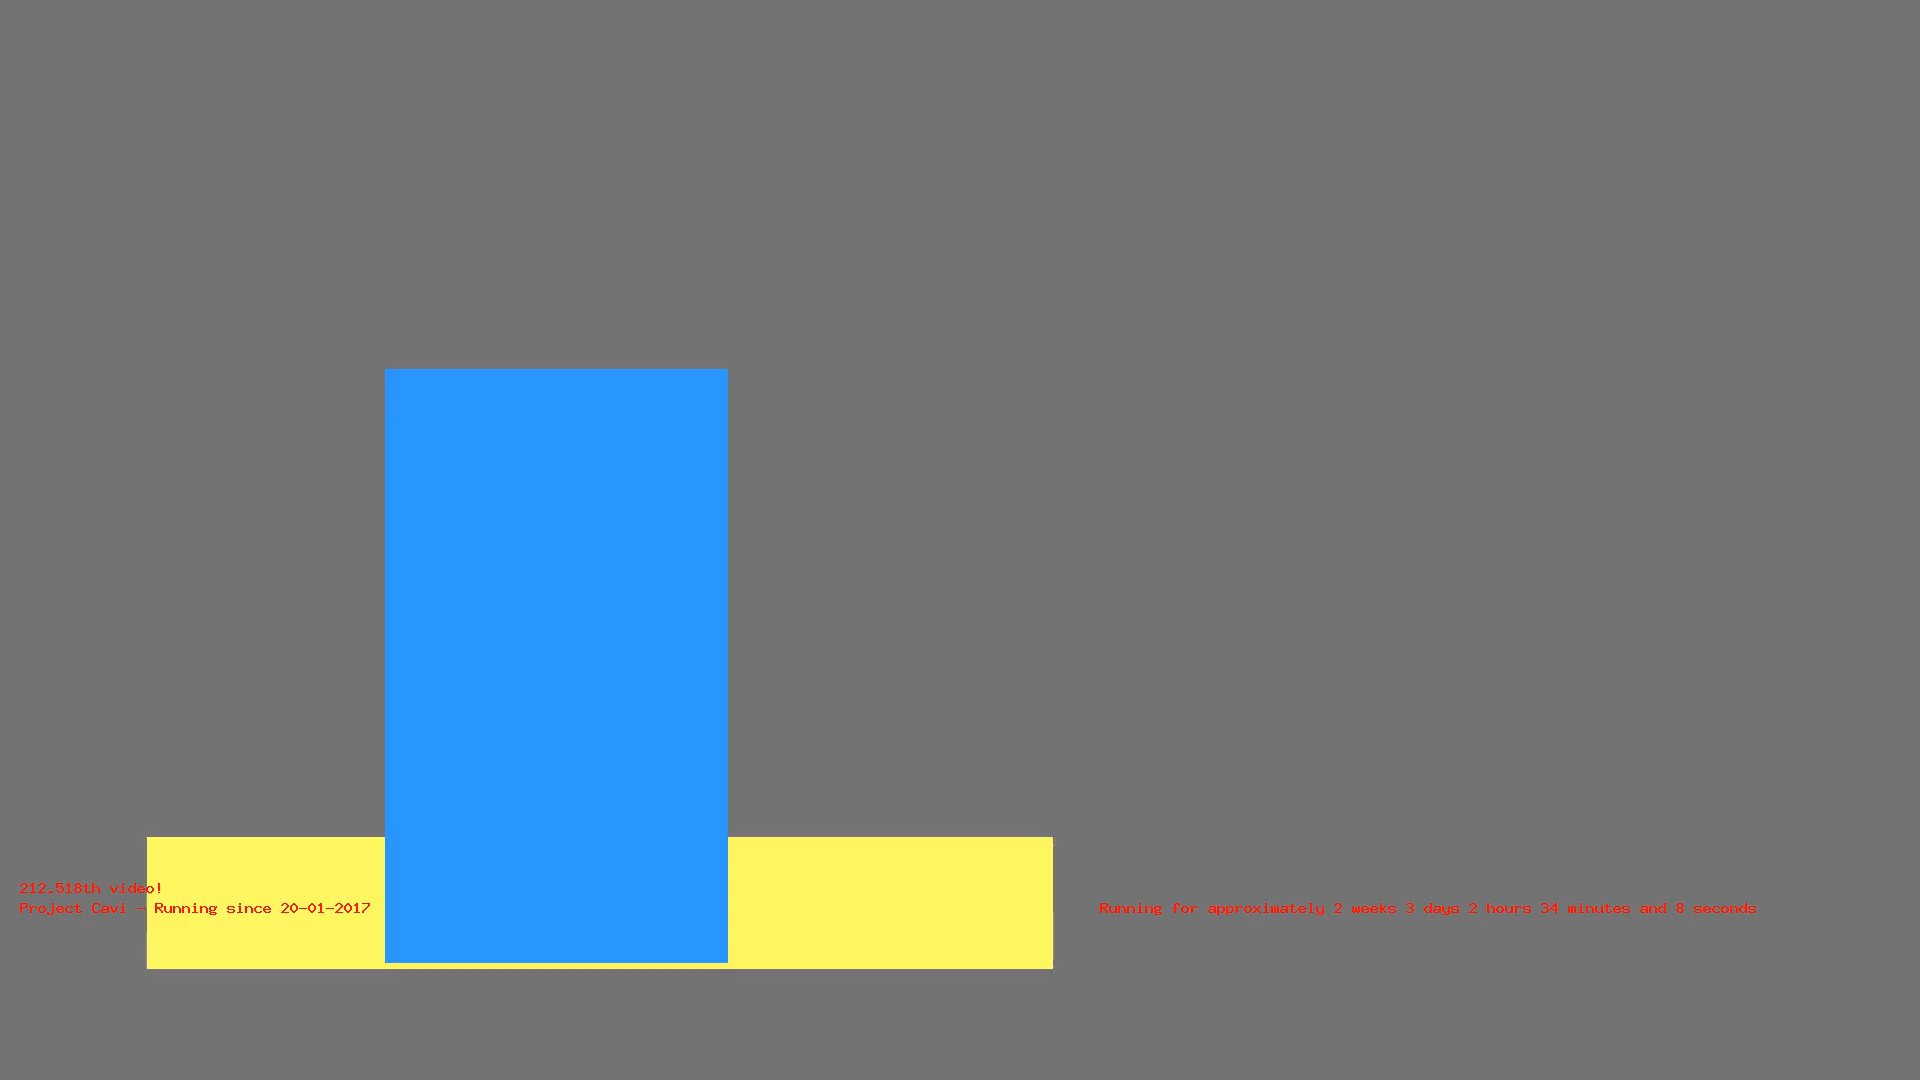 212.518th video!
Project Cavi - Running since 20-01-2017
Running for approximately 2 weeks 3 days 2 hours 34 minutes and 8 seconds